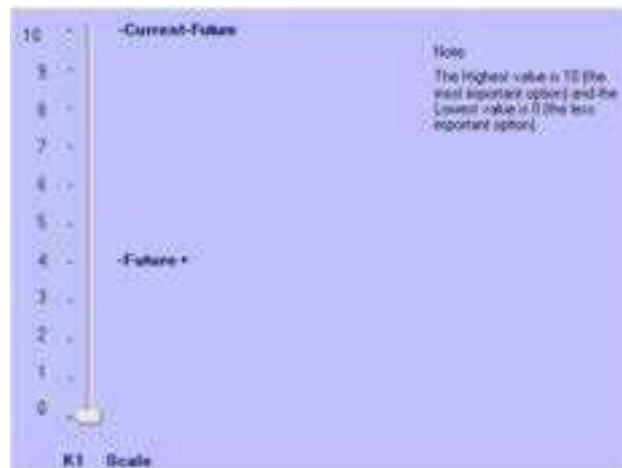 10 -Current-Future
Note
The Highest value is 10 (the
most important option) and the
Lowest value is 0 (the less
important option)
9
8
7
6
5
4 -Future+
3
2
1
0
K1 Scale